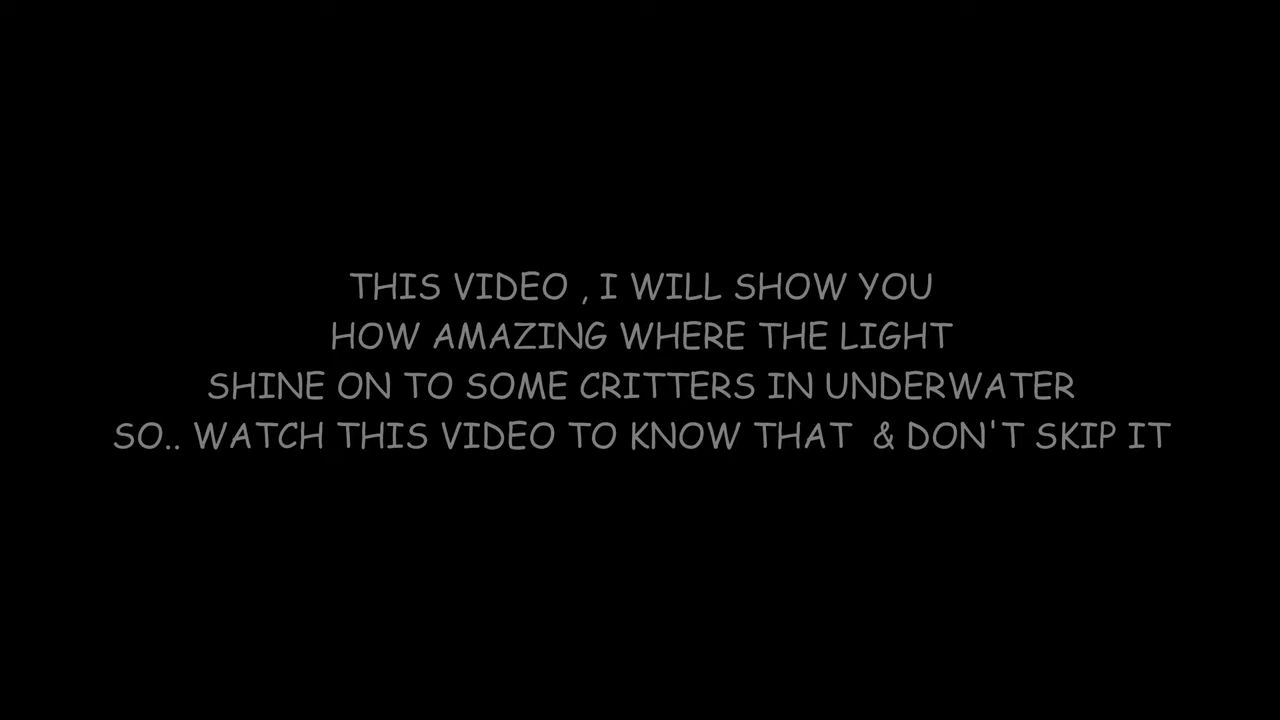 THIS VIDEO , I WILL SHOW YOU
HOW AMAZING WHERE THE LIGHT
SHINE ON TO SOME CRITTERS IN UNDERWATER
SO.. WATCH THIS VIDEO TO KNOW THAT  & DON'T SKIP IT